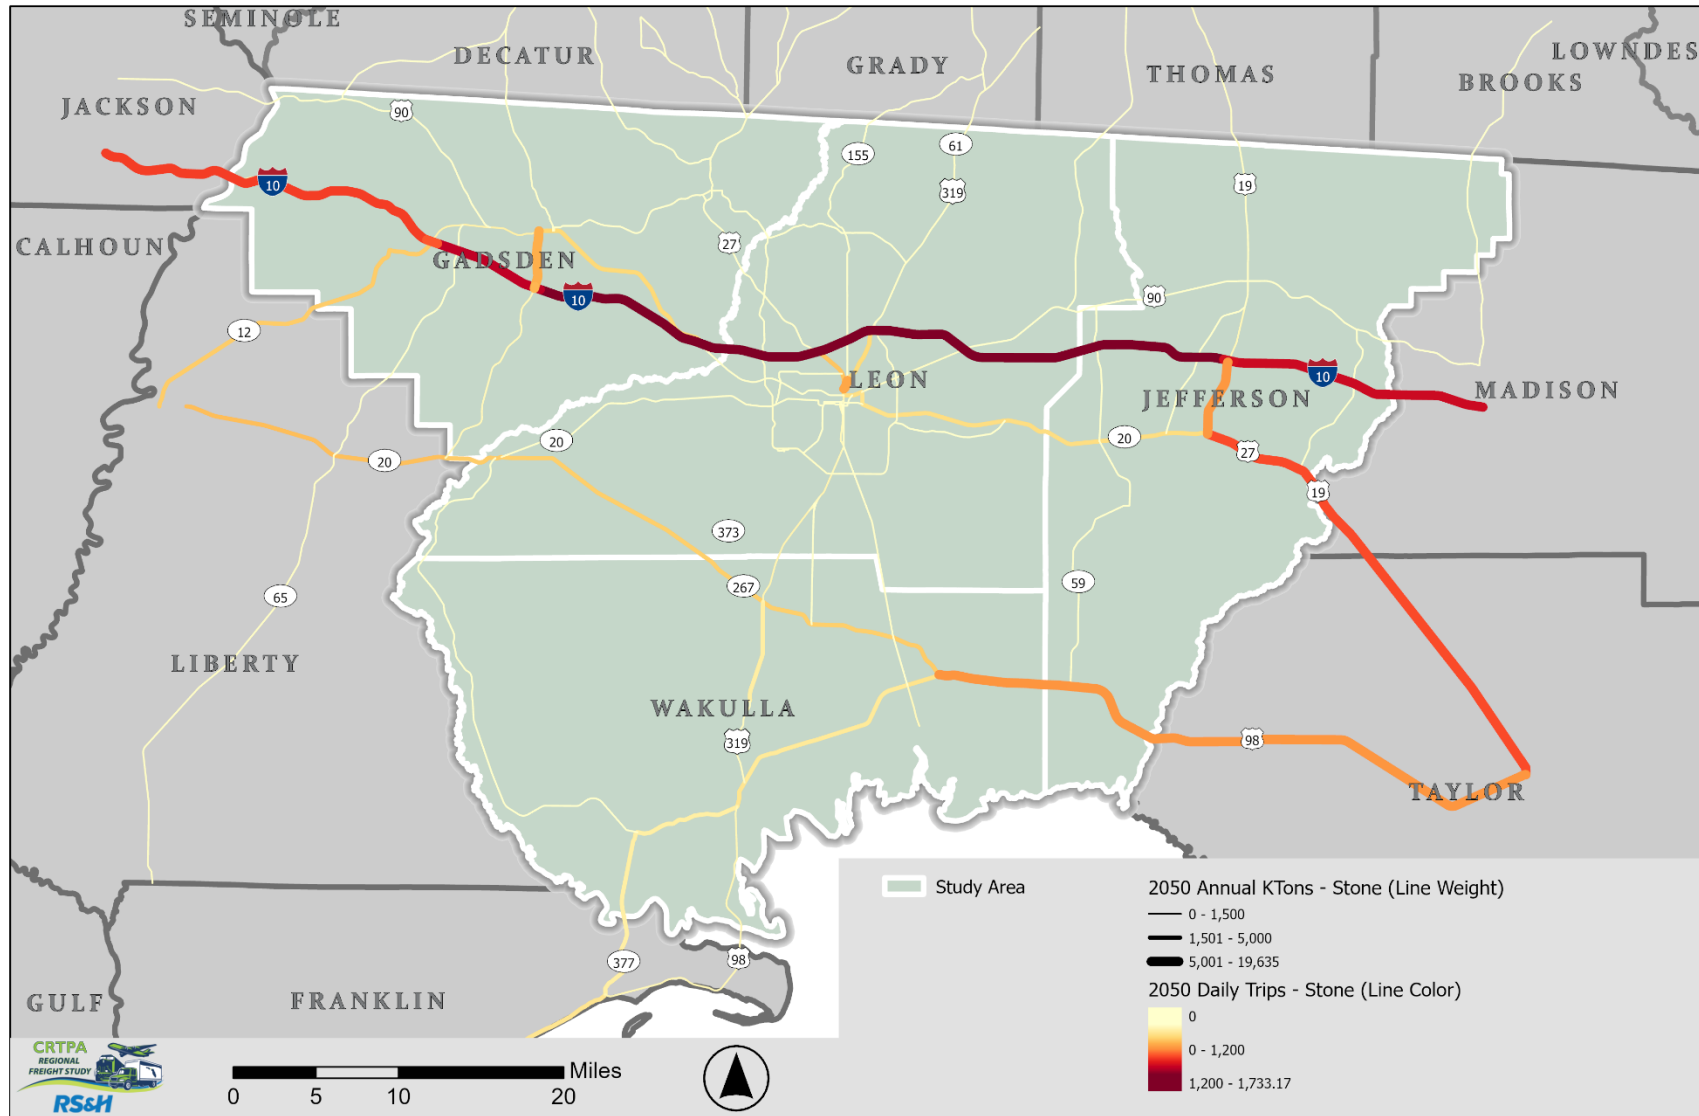 SEMINOLE
DECATUR
GRADY
THOMAS
LOWNDES
BROOKS
JACKSON
90
155
61
319
19
10
CALHOUN
27
GADSDEN
10
90
12
LEON
10
JEFFERSON
MADISON
20
20
20
27
19
373
267
59
65
LIBERTY
WAKULLA
319
98
TAYLOR
377
98
GULF
FRANKLIN
Study Area
2050 Annual KTons - Stone (Line Weight)
0 - 1,500
1,501 - 5,000
5,001 - 19,635
2050 Daily Trips - Stone (Line Color)
0
0 - 1,200
1,200 - 1,733.17
CRTPA
REGIONAL
FREIGHT STUDY
RS&H
Miles
0 5 10 20